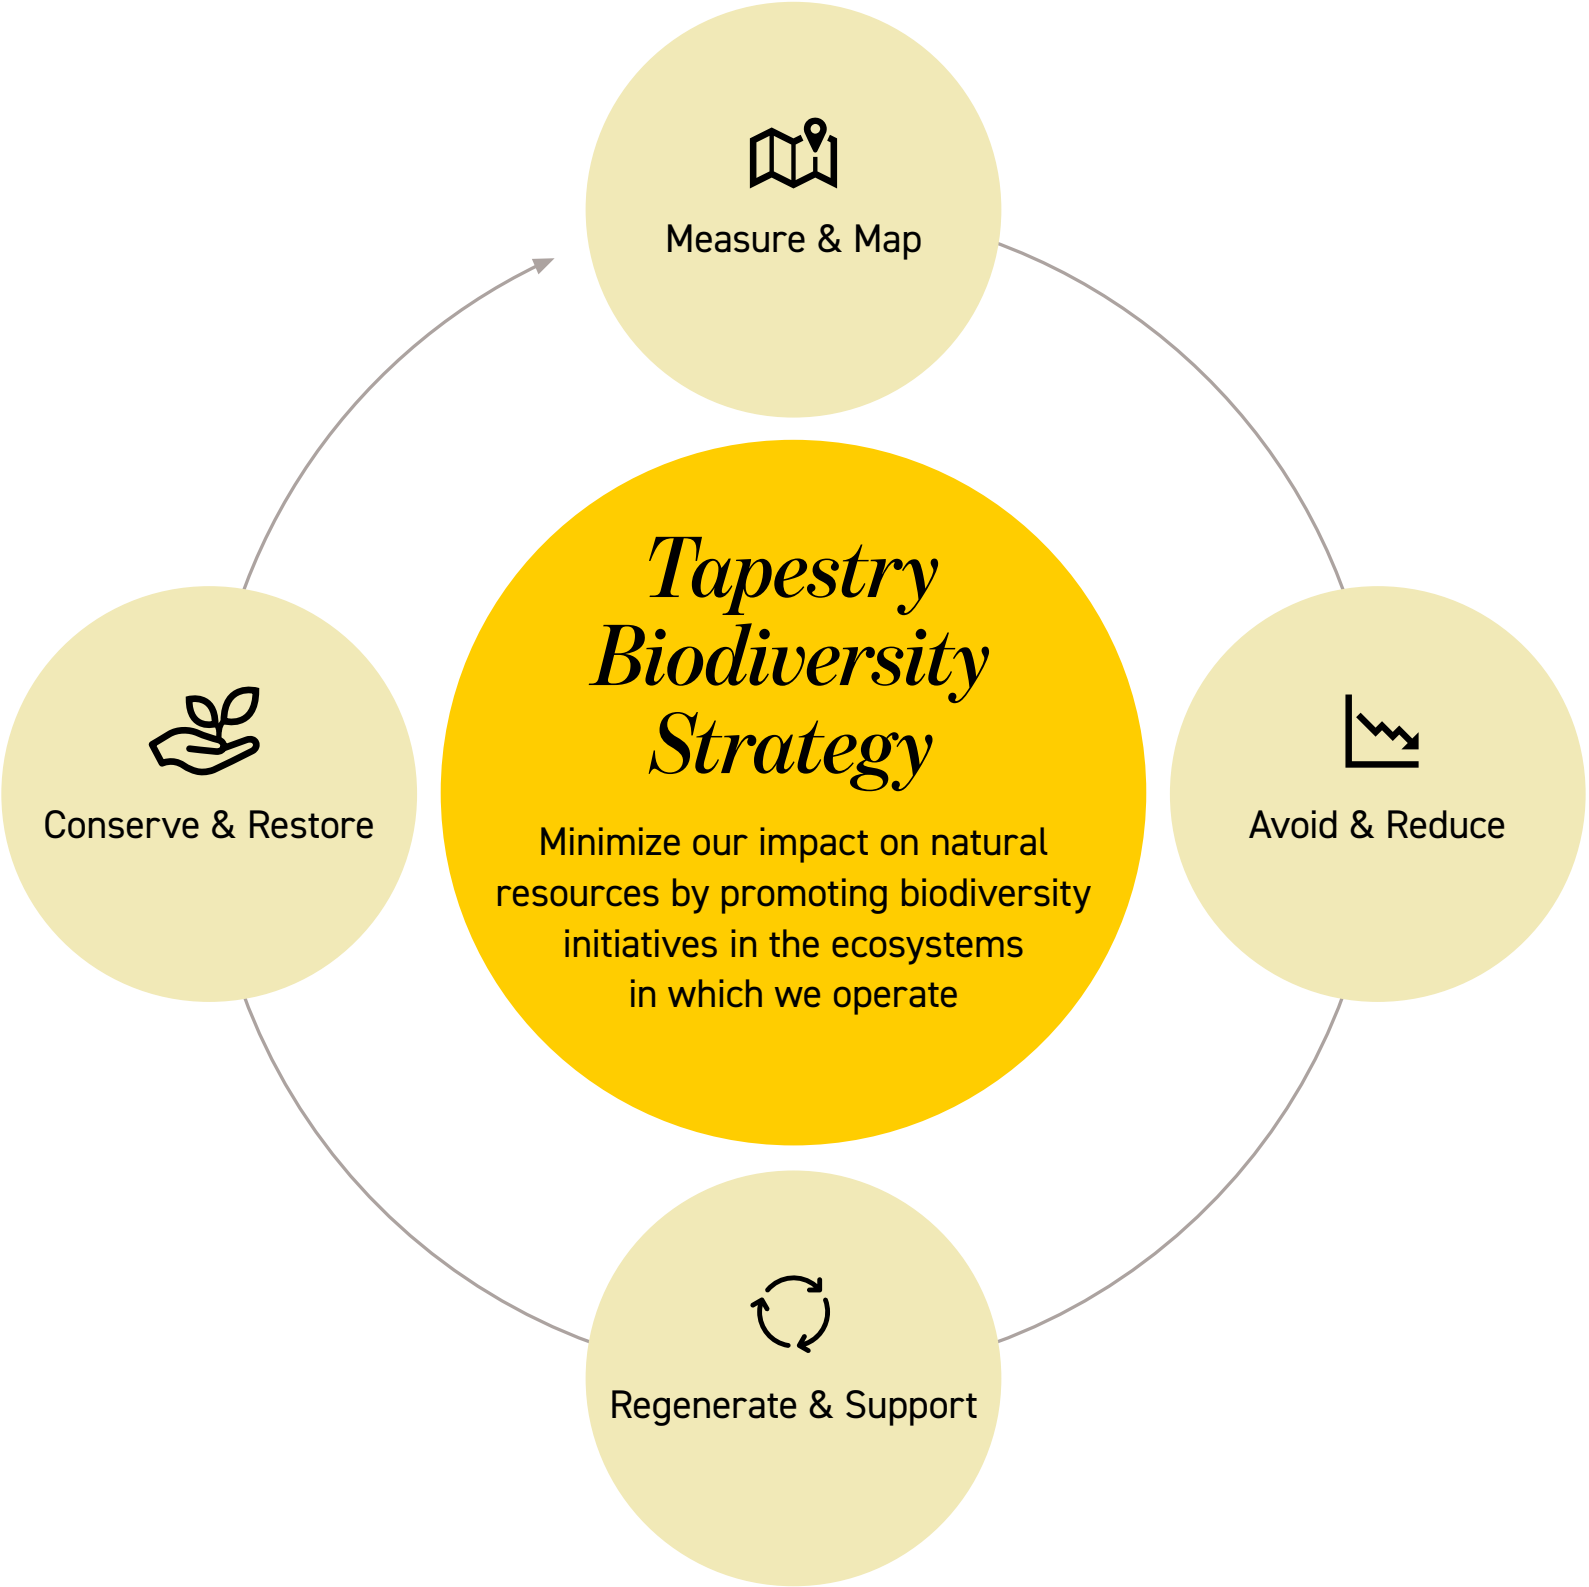 Measure & Map
Tapestry
Biodiversity
Strategy
Minimize our impact on natural
resources by promoting biodiversity
initiatives in the ecosystems
in which we operate
Conserve & Restore
Avoid & Reduce
Regenerate & Support